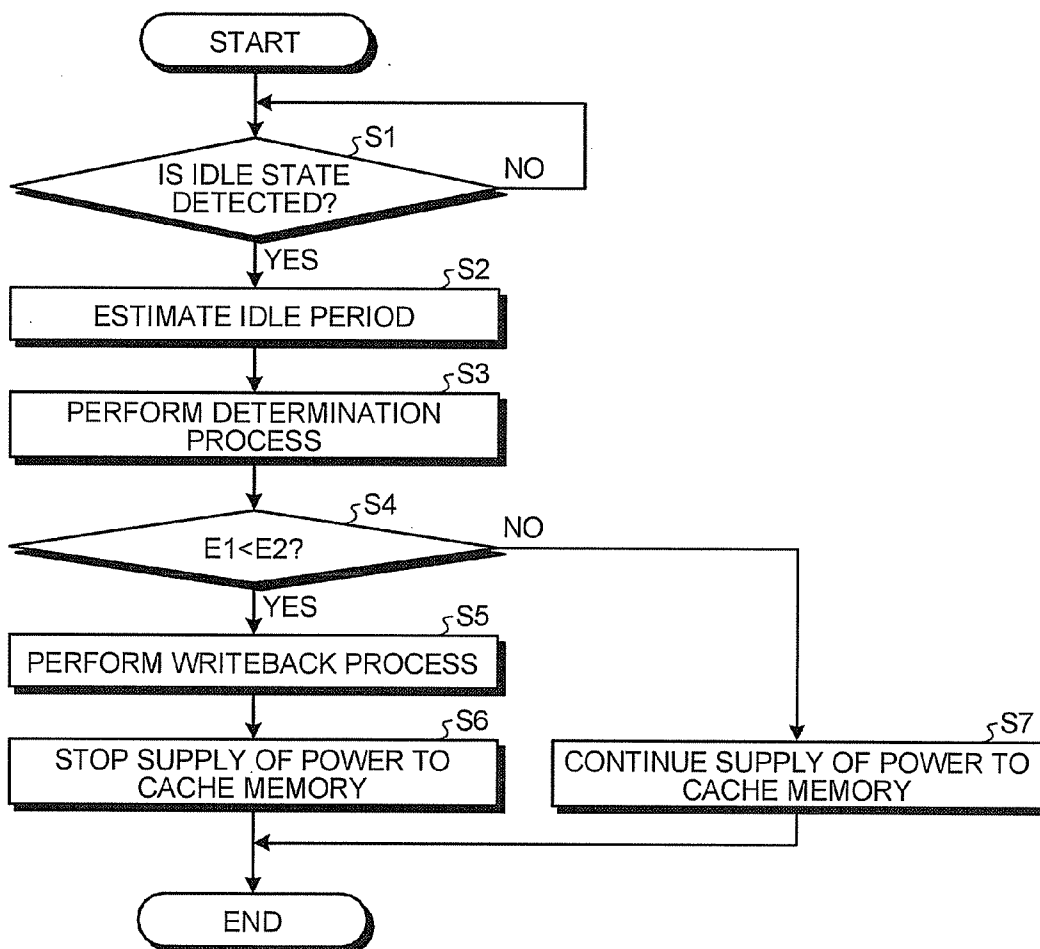 START
S1
IS IDLE STATE
DETECTED?
NO
YES
S2
ESTIMATE IDLE PERIOD
S3
PERFORM DETERMINATION
PROCESS
S4
E1<E2?
NO
YES
S5
PERFORM WRITEBACK PROCESS
S6
STOP SUPPLY OF POWER TO
CACHE MEMORY
S7
CONTINUE SUPPLY OF POWER TO
CACHE MEMORY
END